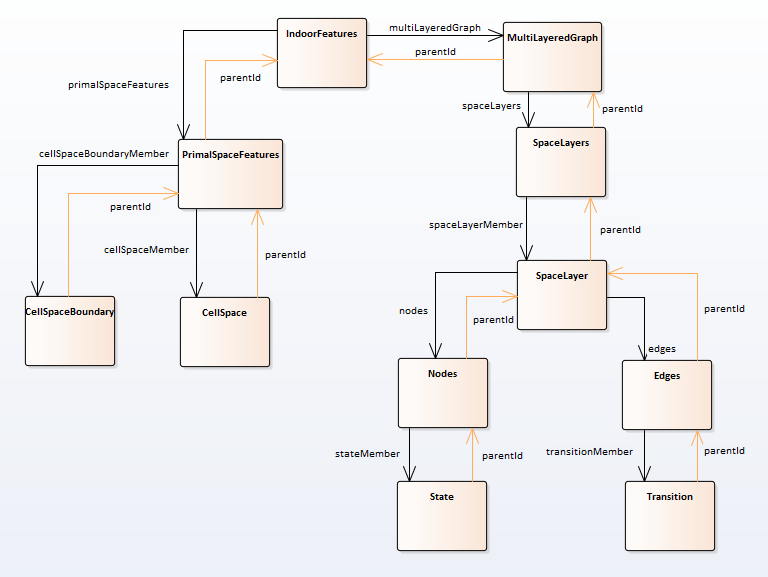 IndoorFeatures
multiLayeredGraph
MultiLayeredGraph
parentId
parentId
primalSpaceFeatures
spaceLayers
parentId
PrimalSpaceFeatures
SpaceLayers
cellSpaceBoundaryMember
parentId
cellSpaceMember
parentId
spaceLayerMember
parentId
CellSpaceBoundary
CellSpace
SpaceLayer
nodes
parentId
parentId
edges
Nodes
Edges
stateMember
parentId
transitionMember
parentId
State
Transition